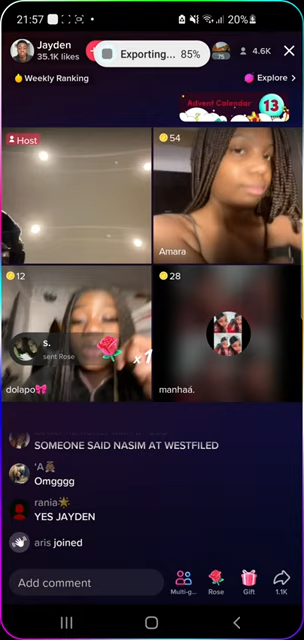 21:57
20%
Jayden
35.1K likes
Exporting... 85%
75
4.6K
Weekly Ranking
Explore >
Advent Calendar
13
Host
54
Amara
12
28
s.
sent Rose
x1
dolapo🎀
manhaá.
SOMEONE SAID NASIM AT WESTFILED
'A
Omgggg
rania
YES JAYDEN
aris joined
Add comment
Multi-g...
Rose
Gift
1.1K